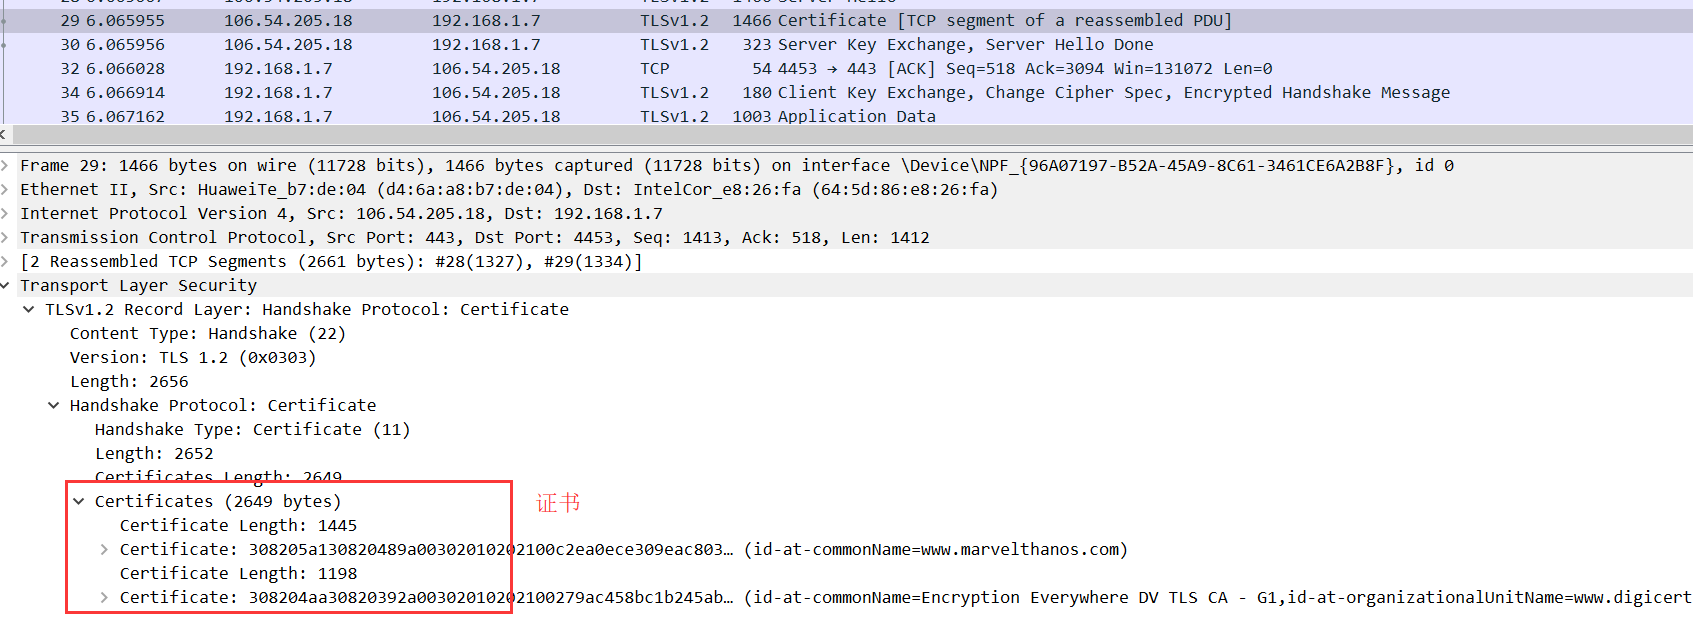 29 6.065955 106.54.205.18 192.168.1.7 TLSv1.2 1466 Certificate [TCP segment of a reassembled PDU]
30 6.065956 106.54.205.18 192.168.1.7 TLSv1.2 323 Server Key Exchange, Server Hello Done
32 6.066028 192.168.1.7 106.54.205.18 TCP 54 4453 → 443 [ACK] Seq=518 Ack=3094 Win=131072 Len=0
34 6.066914 192.168.1.7 106.54.205.18 TLSv1.2 180 Client Key Exchange, Change Cipher Spec, Encrypted Handshake Message
35 6.067162 192.168.1.7 106.54.205.18 TLSv1.2 1003 Application Data
Frame 29: 1466 bytes on wire (11728 bits), 1466 bytes captured (11728 bits) on interface \Device\NPF_{96A07197-B52A-45A9-8C61-3461CE6A2B8F}, id 0
Ethernet II, Src: HuaweiTe_b7:de:04 (d4:6a:a8:b7:de:04), Dst: IntelCor_e8:26:fa (64:5d:86:e8:26:fa)
Internet Protocol Version 4, Src: 106.54.205.18, Dst: 192.168.1.7
Transmission Control Protocol, Src Port: 443, Dst Port: 4453, Seq: 1413, Ack: 518, Len: 1412
[2 Reassembled TCP Segments (2661 bytes): #28(1327), #29(1334)]
Transport Layer Security
TLSv1.2 Record Layer: Handshake Protocol: Certificate
Content Type: Handshake (22)
Version: TLS 1.2 (0x0303)
Length: 2656
Handshake Protocol: Certificate
Handshake Type: Certificate (11)
Length: 2652
Certificates Length: 2649
Certificates (2649 bytes) 证书
Certificate Length: 1445
Certificate: 308205a130820489a00302010202100c2ea0ece309eac803… (id-at-commonName=www.marvelthanos.com)
Certificate Length: 1198
Certificate: 308204aa30820392a00302010202100279ac458bc1b245ab… (id-at-commonName=Encryption Everywhere DV TLS CA - G1,id-at-organizationalUnitName=www.digicert